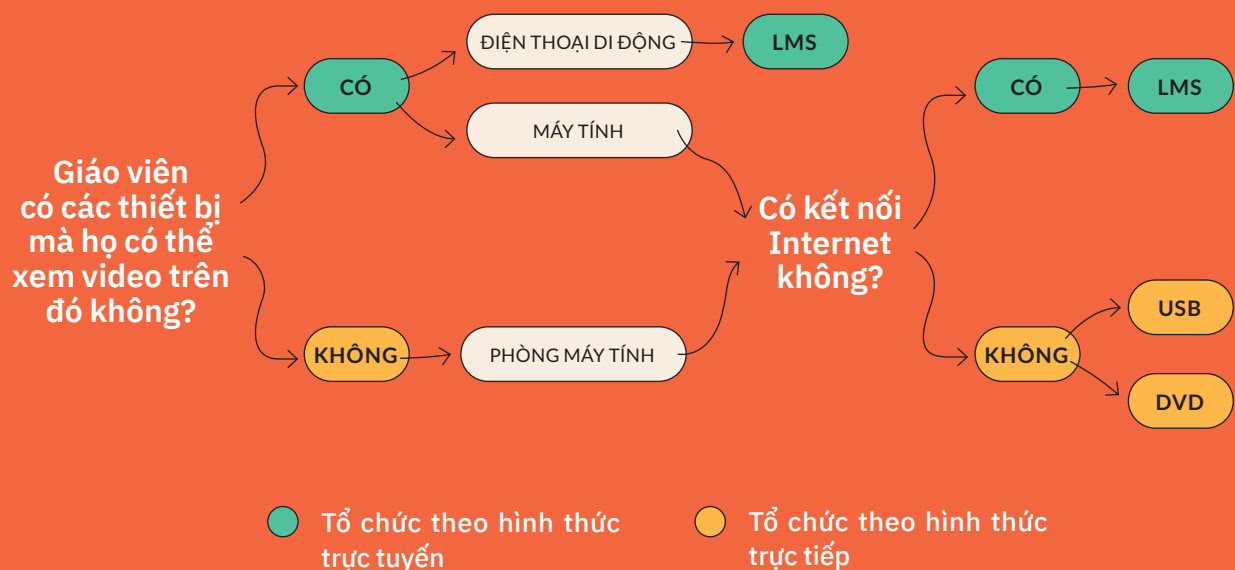 Giáo viên
có các thiết bị
mà họ có thể
xem video trên
đó không?
CÓ
ĐIỆN THOẠI DI ĐỘNG
LMS
MÁY TÍNH
KHÔNG
PHÒNG MÁY TÍNH
Có kết nối
Internet
không?
CÓ
LMS
KHÔNG
USB
DVD
Tổ chức theo hình thức
trực tuyến
Tổ chức theo hình thức
trực tiếp